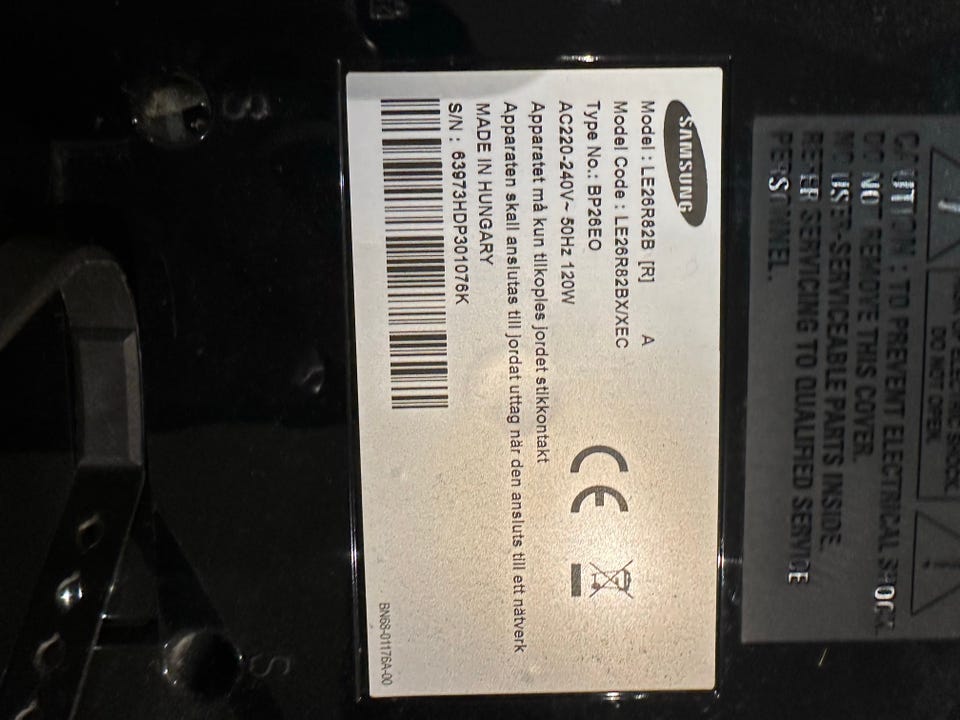 SAMSUNG
Model : LE26R82B [R] A
Model Code : LE26R82BX/XEC
Type No.: BP26EO
AC220-240V~ 50Hz 120W
Apparatet må kun tilkoples jordet stikkontakt
Apparaten skall anslutas till jordat uttag när den ansluts till ett nätverk
MADE IN HUNGARY
S/N : 63973HDP301076K
BN68-01176A-00
DO NOT OPEN.
CAUTION : TO PREVENT ELECTRICAL SHOCK.
DO NOT REMOVE THIS COVER.
NO USER-SERVICEABLE PARTS INSIDE.
REFER SERVICING TO QUALIFIED SERVICE
PERSONNEL.